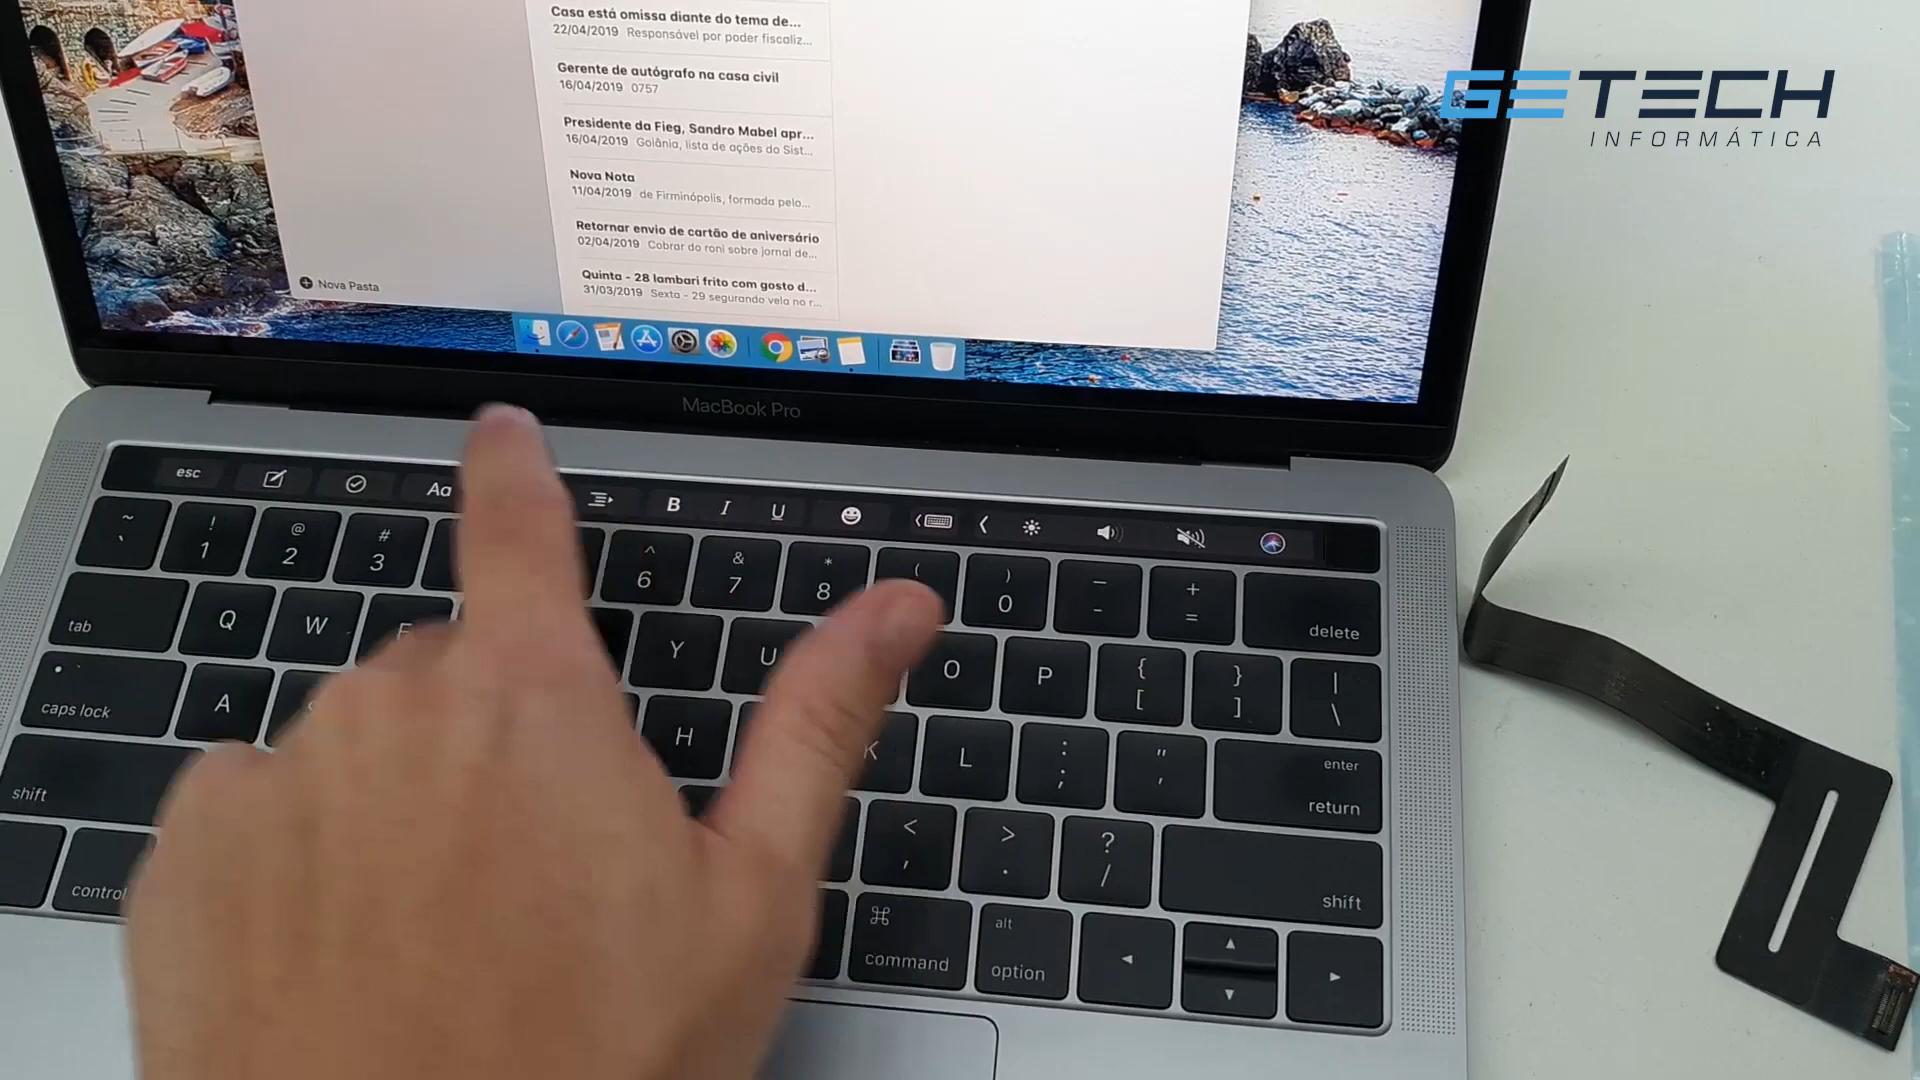 Casa está omissa diante do tema de...
22/04/2019 Responsável por poder fiscaliz...
Gerente de autógrafo na casa civil
16/04/2019 0757
Presidente da Fieg, Sandro Mabel apr...
16/04/2019 Goiânia, lista de ações do Sist...
Nova Nota
11/04/2019 de Firminópolis, formada pelo...
Retornar envio de cartão de aniversário
02/04/2019 Cobrar do roni sobre jornal de...
Quinta - 28 lambari frito com gosto d...
31/03/2019 Sexta - 29 segurando vela no r...
Nova Pasta
GETECH
INFORMÁTICA
MacBook Pro
esc Aa B I U
~ ! @ # ^ & * ( ) _ +
` 1 2 3 6 7 8 0 - = delete
tab Q W Y U O P { [ } ] | \
caps lock A H K L : ; " ' enter return
shift < , > . ? / shift
control ⌘ command alt option